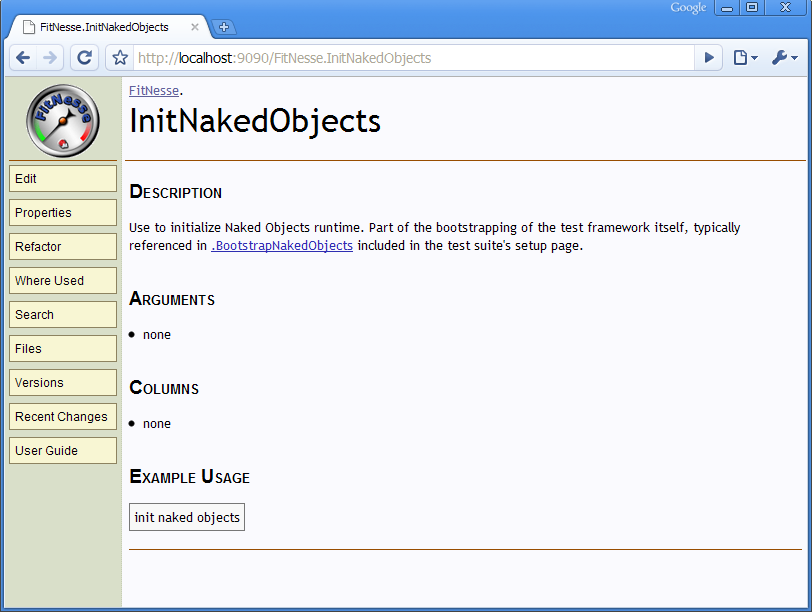 Google
FitNesse.InitNakedObjects
http://localhost:9090/FitNesse.InitNakedObjects
FitNesse
FitNesse.
InitNakedObjects
Edit
Properties
Refactor
Where Used
Search
Files
Versions
Recent Changes
User Guide
DESCRIPTION
Use to initialize Naked Objects runtime. Part of the bootstrapping of the test framework itself, typically
referenced in .BootstrapNakedObjects included in the test suite's setup page.
ARGUMENTS
• none
COLUMNS
• none
EXAMPLE USAGE
init naked objects